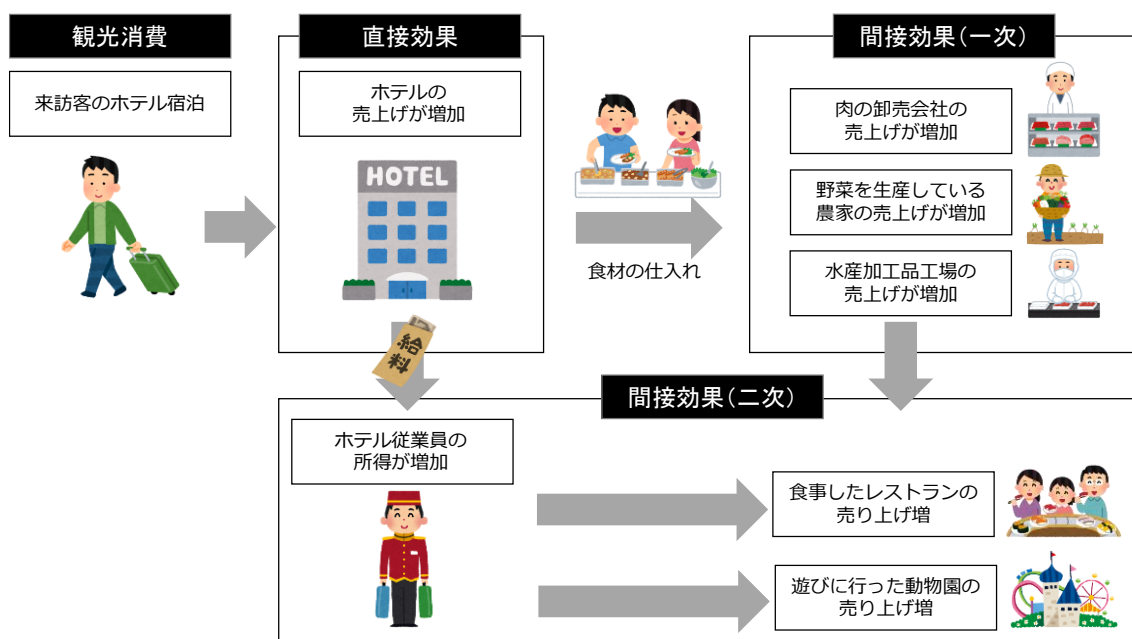 観光消費
来訪客のホテル宿泊
直接効果
ホテルの
売上げが増加
HOTEL
給料
食材の仕入れ
間接効果(一次)
肉の卸売会社の
売上げが増加
野菜を生産している
農家の売上げが増加
水産加工品工場の
売上げが増加
間接効果(二次)
ホテル従業員の
所得が増加
食事したレストランの
売り上げ増
遊びに行った動物園の
売り上げ増